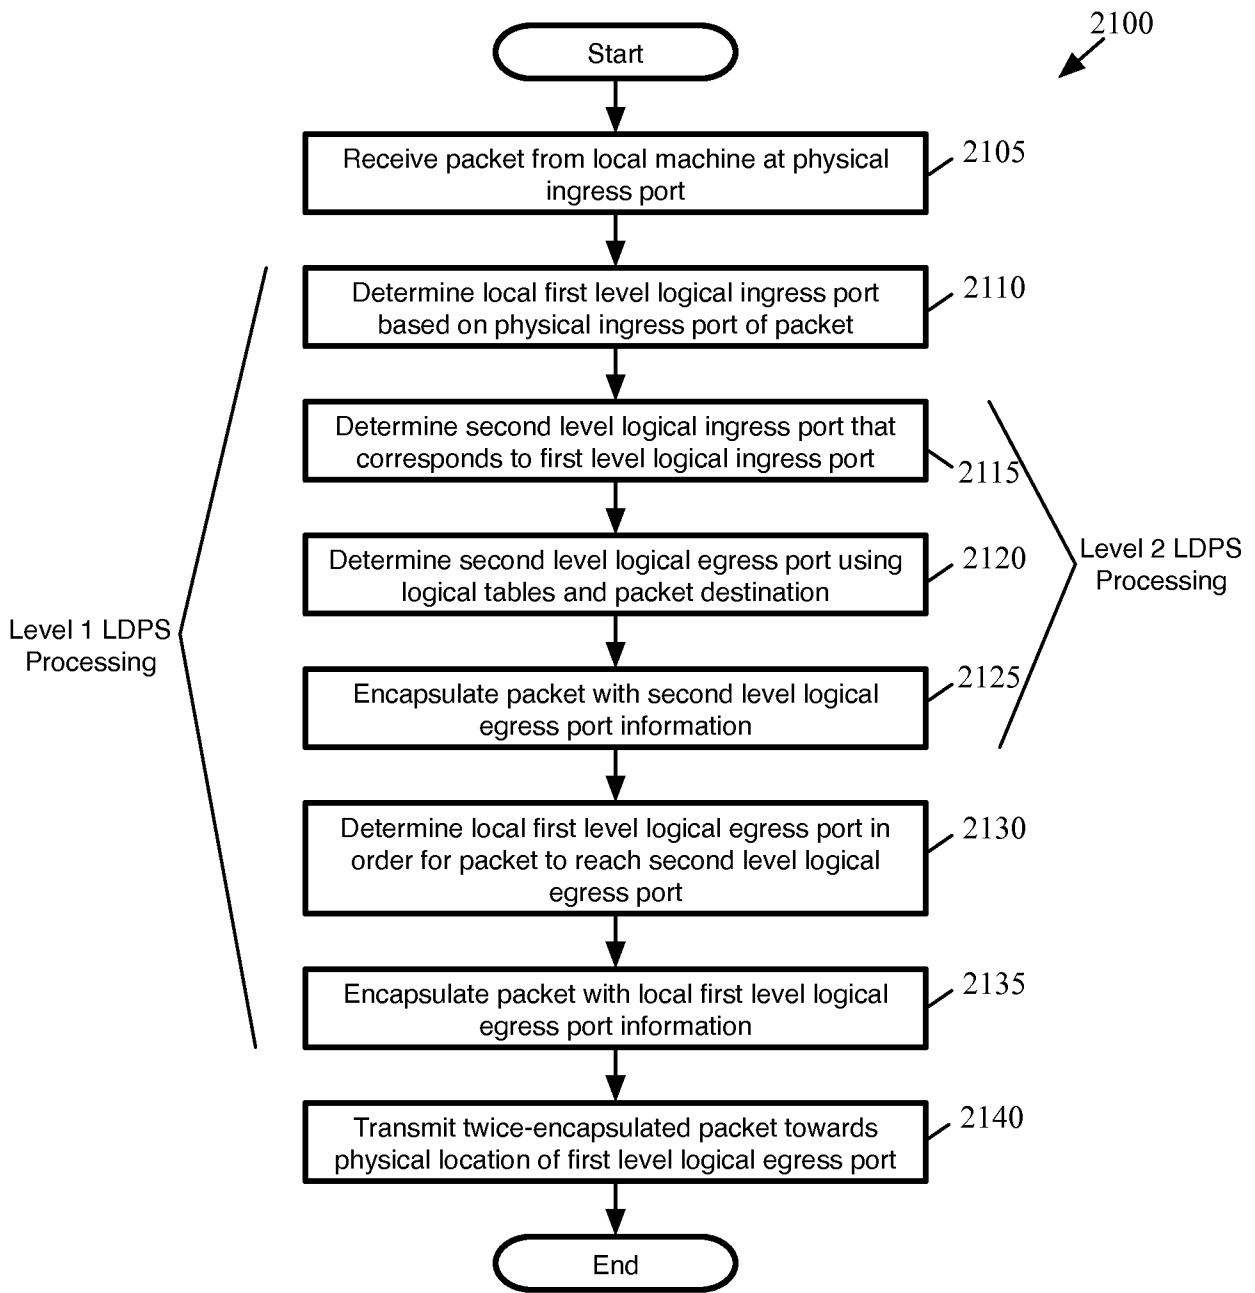 2100
Start
Receive packet from local machine at physical
ingress port
2105
Determine local first level logical ingress port
based on physical ingress port of packet
2110
Determine second level logical ingress port that
corresponds to first level logical ingress port
2115
Determine second level logical egress port using
logical tables and packet destination
2120
Level 2 LDPS
Processing
Level 1 LDPS
Processing
Encapsulate packet with second level logical
egress port information
2125
Determine local first level logical egress port in
order for packet to reach second level logical
egress port
2130
Encapsulate packet with local first level logical
egress port information
2135
Transmit twice-encapsulated packet towards
physical location of first level logical egress port
2140
End